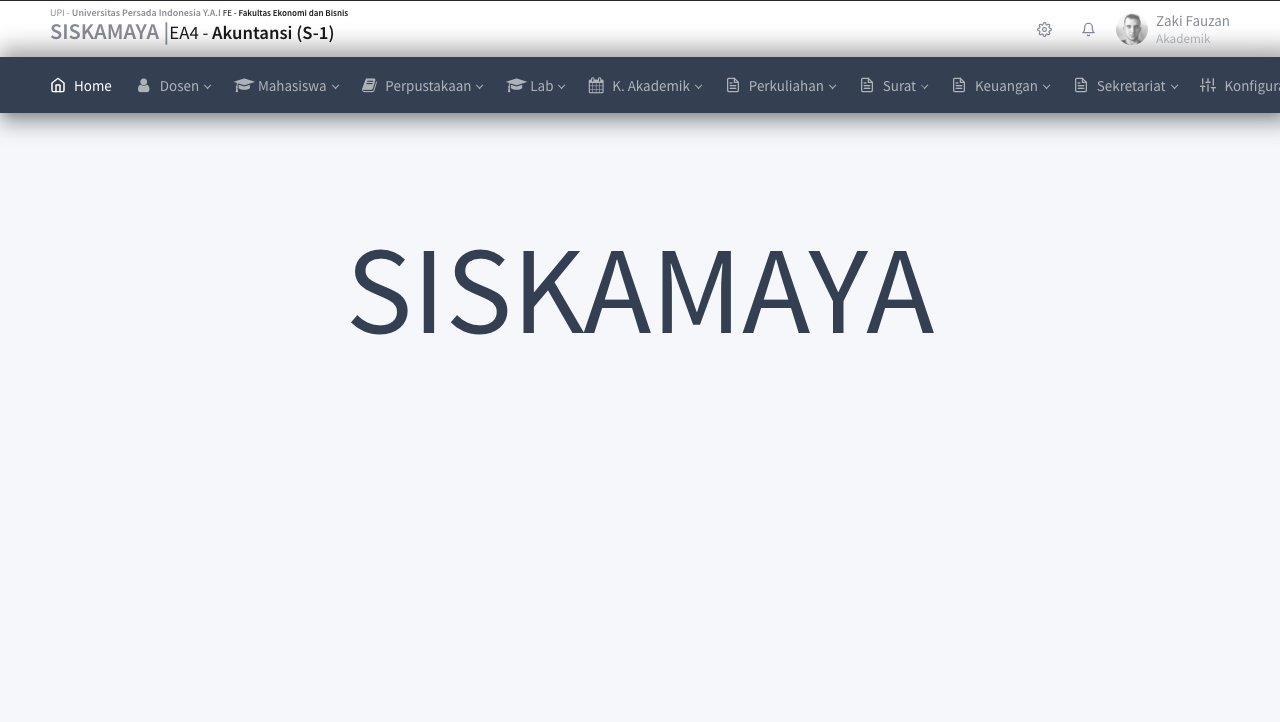 UPI - Universitas Persada Indonesia Y.A.I FE - Fakultas Ekonomi dan Bisnis
SISKAMAYA |EA4 - Akuntansi (S-1)
Zaki Fauzan
Akademik
Home Dosen Mahasiswa Perpustakaan Lab K. Akademik Perkuliahan Surat Keuangan Sekretariat
SISKAMAYA